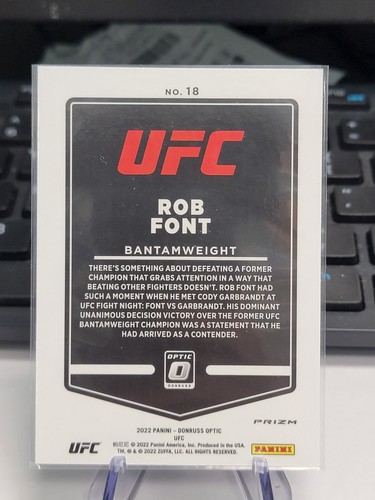 NO. 18
UFC
ROB
FONT
BANTAMWEIGHT
THERE'S SOMETHING ABOUT DEFEATING A FORMER
CHAMPION THAT GRABS ATTENTION IN A WAY THAT
BEATING OTHER FIGHTERS DOESN'T. ROB FONT HAD
SUCH A MOMENT WHEN HE MET CODY GARBRANDT AT
UFC FIGHT NIGHT: FONT VS GARBRANDT. HIS DOMINANT
UNANIMOUS DECISION VICTORY OVER THE FORMER UFC
BANTAMWEIGHT CHAMPION WAS A STATEMENT THAT HE
HAD ARRIVED AS A CONTENDER.
OPTIC
DONRUSS
2022 PANINI - DONRUSS OPTIC
UFC
PRIZM
UFC
© 2022 Panini America, Inc. Produced in the USA.
TM, ® & © 2022 ZUFFA, LLC. ALL RIGHTS RESERVED.
PANINI